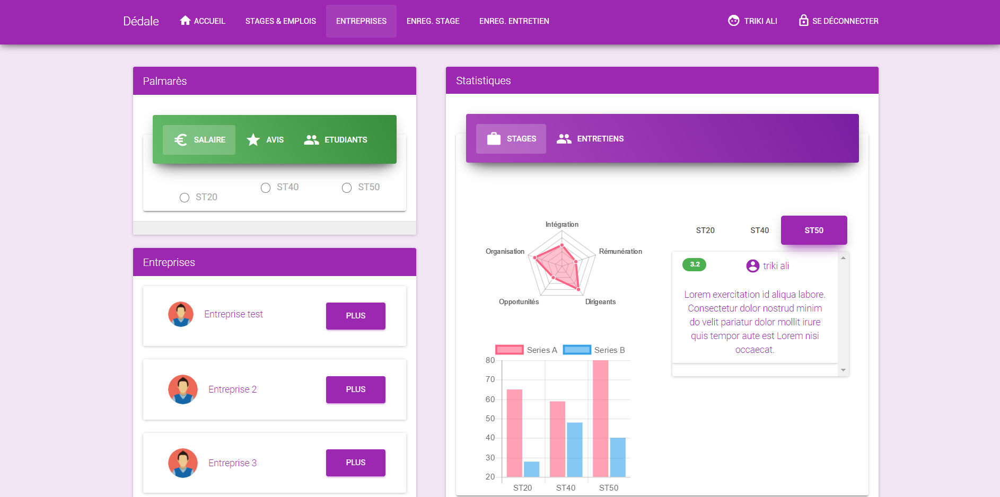 Dédale
ACCUEIL
STAGES & EMPLOIS
ENTREPRISES
ENREG. STAGE
ENREG. ENTRETIEN
TRIKI ALI
SE DÉCONNECTER
Palmarès
SALAIRE
AVIS
ETUDIANTS
ST20
ST40
ST50
Entreprises
Entreprise test
PLUS
Entreprise 2
PLUS
Entreprise 3
PLUS
Statistiques
STAGES
ENTRETIENS
Intégration
Rémunération
Dirigeants
Opportunités
Organisation
Series A
Series B
80
70
60
50
40
30
20
ST20
ST40
ST50
ST20
ST40
ST50
3.2
triki ali
Lorem exercitation id aliqua labore.
Consectetur dolor nostrud minim
do velit pariatur dolor mollit irure
quis tempor aute est Lorem nisi
occaecat.